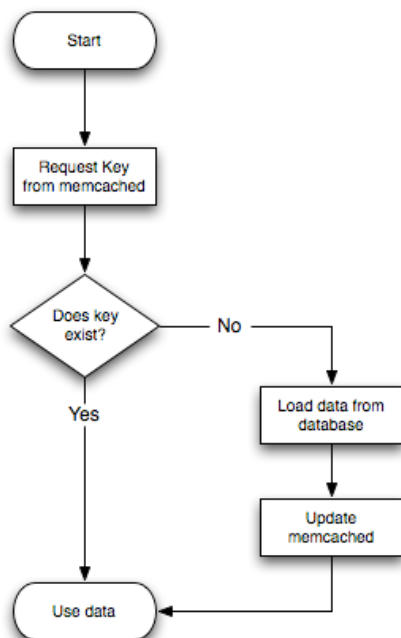 Start
Request Key
from memcached
Does key
exist?
No
Yes
Load data from
database
Update
memcached
Use data